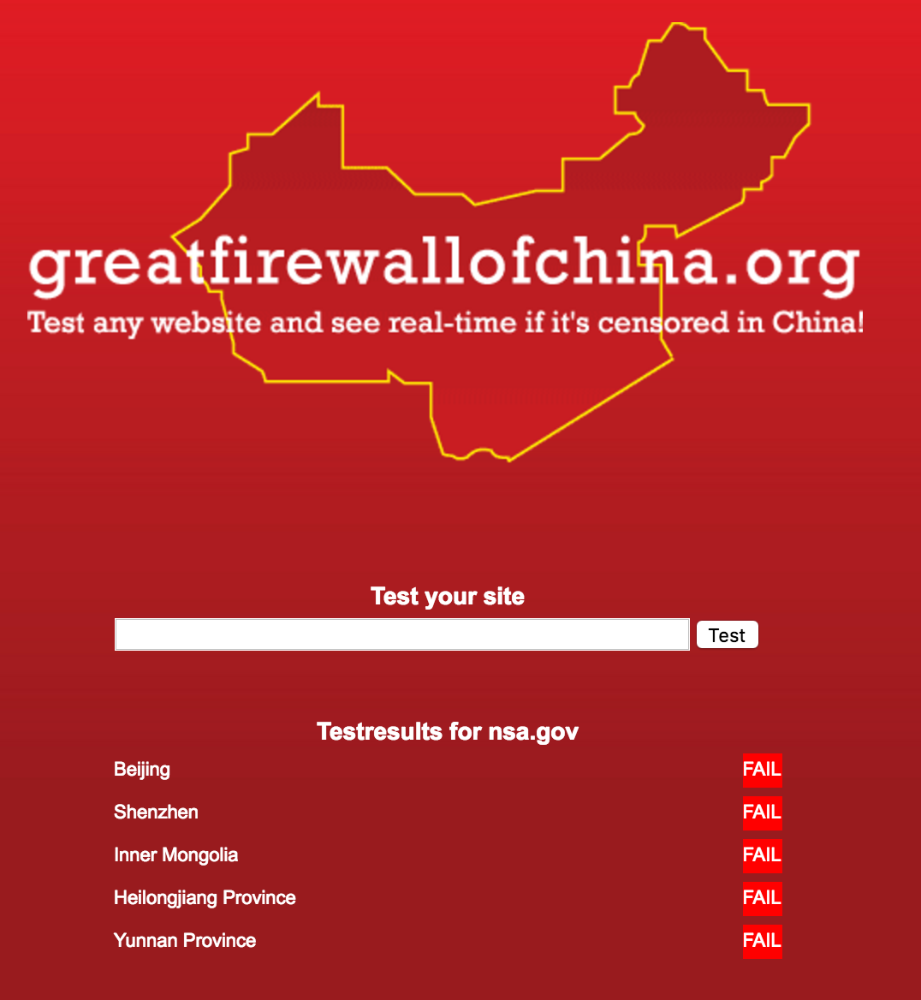 greatfirewallofchina.org
Test any website and see real-time if it's censored in China!
Test your site
Test
Testresults for nsa.gov
Beijing FAIL
Shenzhen FAIL
Inner Mongolia FAIL
Heilongjiang Province FAIL
Yunnan Province FAIL